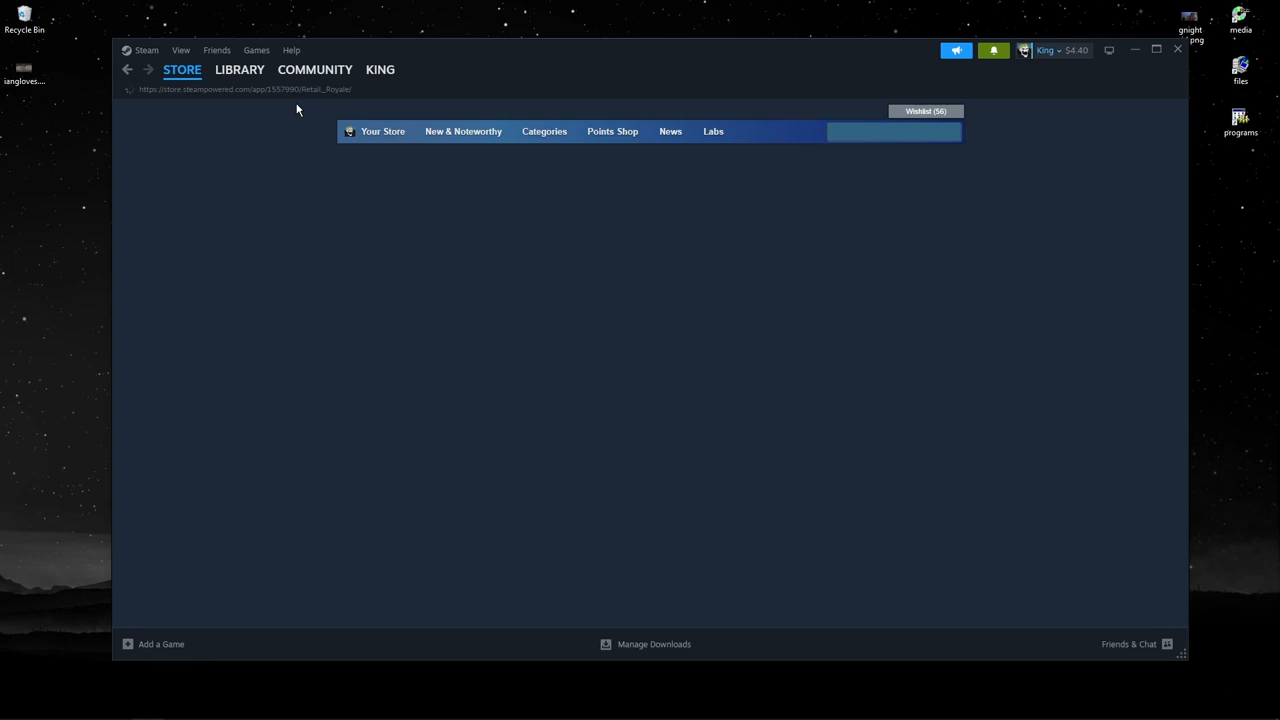 Recycle Bin
iangloves....
gnight
png
media
files
programs
Steam View Friends Games Help
King $4.40
STORE LIBRARY COMMUNITY KING
https://store.steampowered.com/app/1557990/Retail_Royale/
Wishlist (56)
Your Store New & Noteworthy Categories Points Shop News Labs
Add a Game
Manage Downloads
Friends & Chat